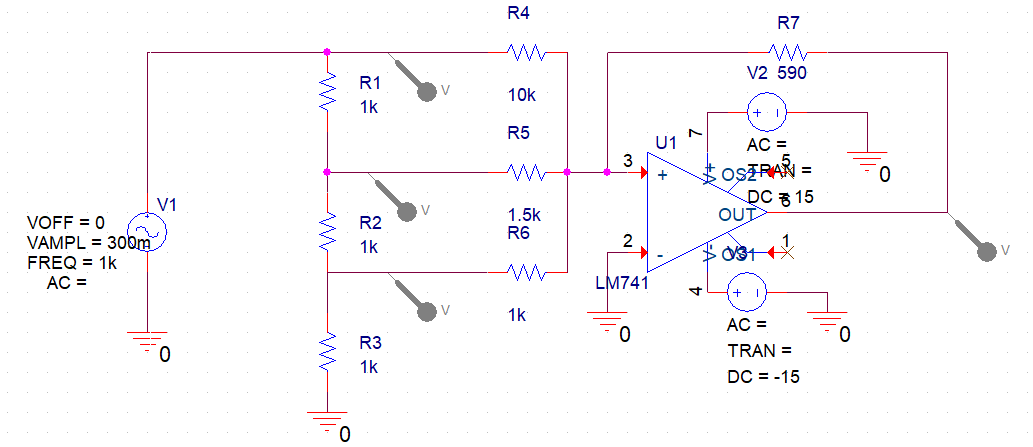 R4
10k
R1
1k
V
R7
V2 590
R5
1.5k
U1
7
3
+
V+
+
-
AC =
TRAN =
DC = 15
5
OS2
6
OUT
0
V1
VOFF = 0
VAMPL = 300m
FREQ = 1k
AC =
0
R2
1k
V
R6
1k
2
-
LM741
V-
V3
OS1
1
4
+
-
0
AC =
TRAN =
DC = -15
0
V
V
R3
1k
0